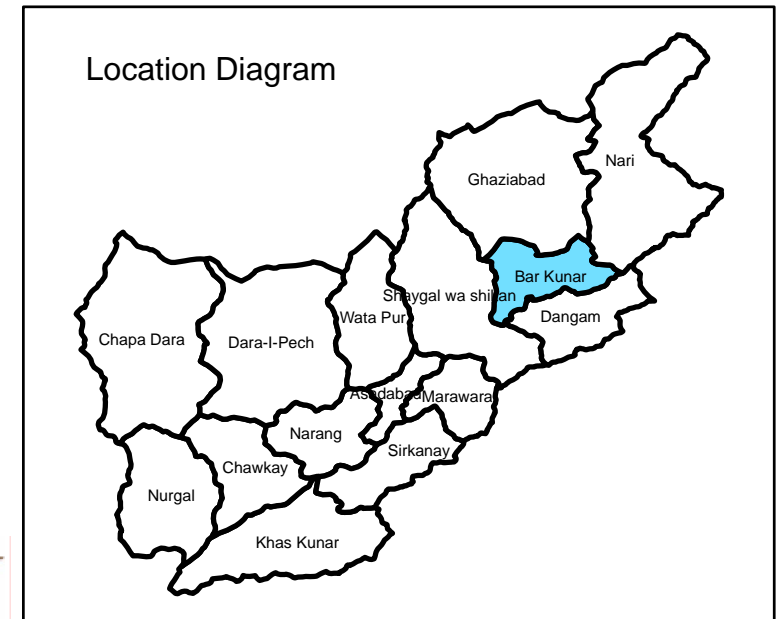 Location Diagram
Nari
Ghaziabad
Bar Kunar
Shaygal wa shiltan
Wata Pur
Dangam
Chapa Dara
Dara-I-Pech
Asadabad
Marawara
Narang
Sirkanay
Chawkay
Nurgal
Khas Kunar